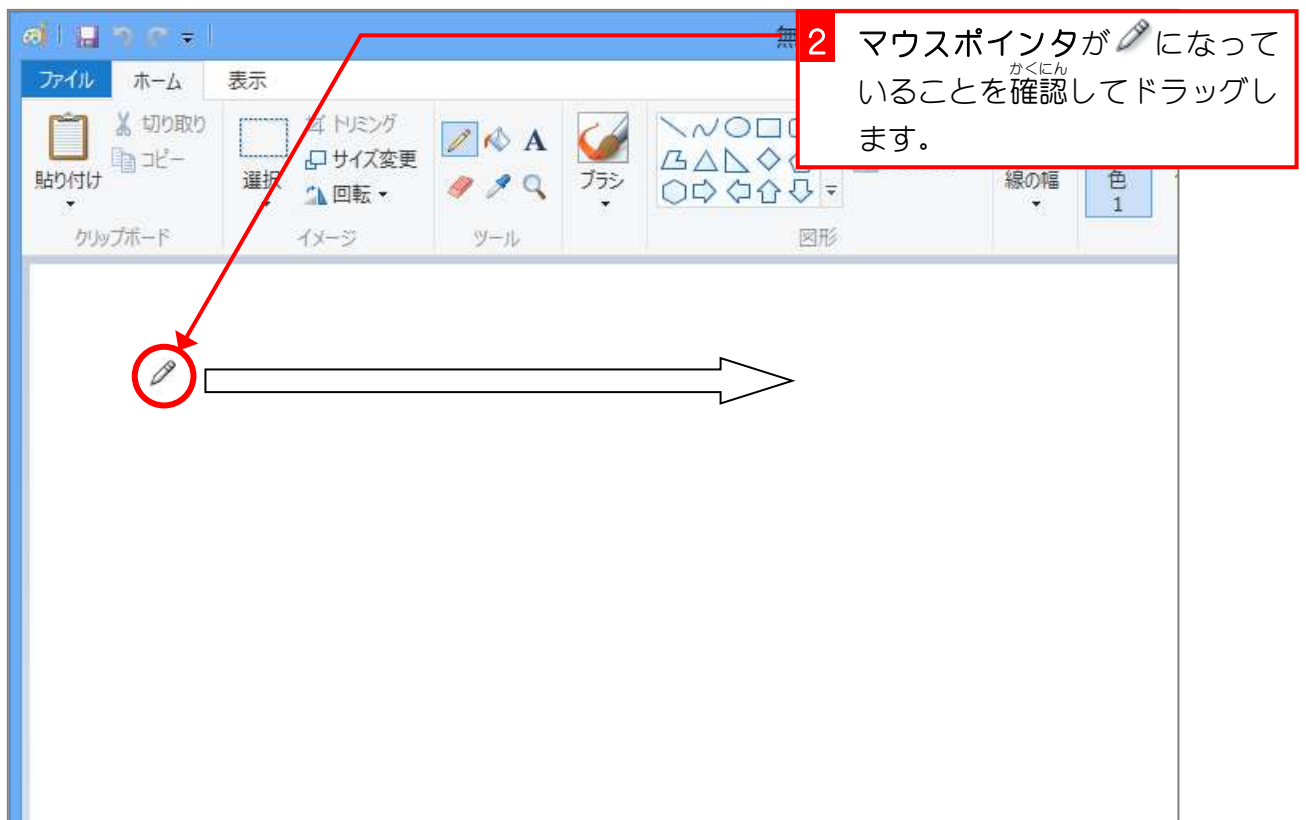 無
2 マウスポインタが になって
かくにん
いることを確認してドラッグし
ます。
ファイル ホーム 表示
切り取り
コピー
貼り付け
クリップボード
選択
トリミング
サイズ変更
回転
イメージ
A
ツール
ブラシ
図形
線の幅
色
1